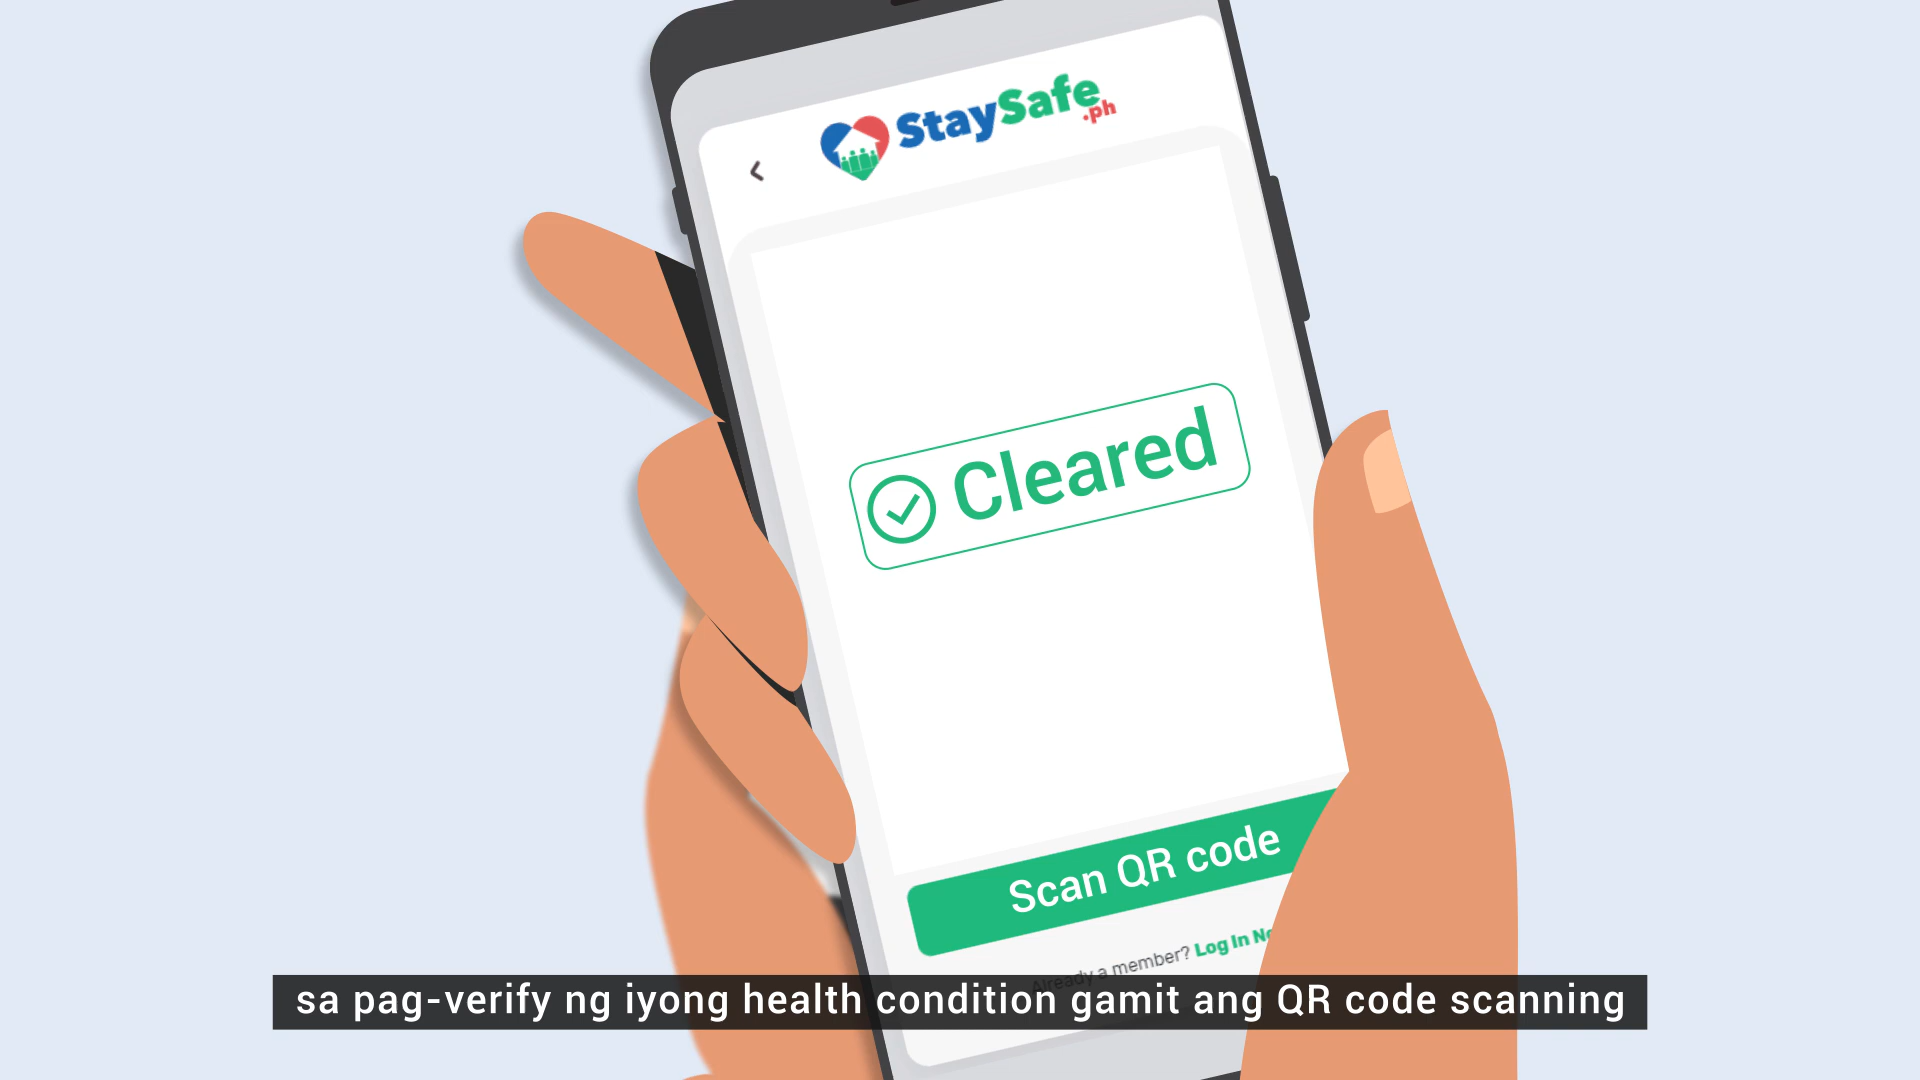 StaySafe
.ph
Cleared
Scan QR code
Already a member? Log In
sa pag-verify ng iyong health condition gamit ang QR code scanning